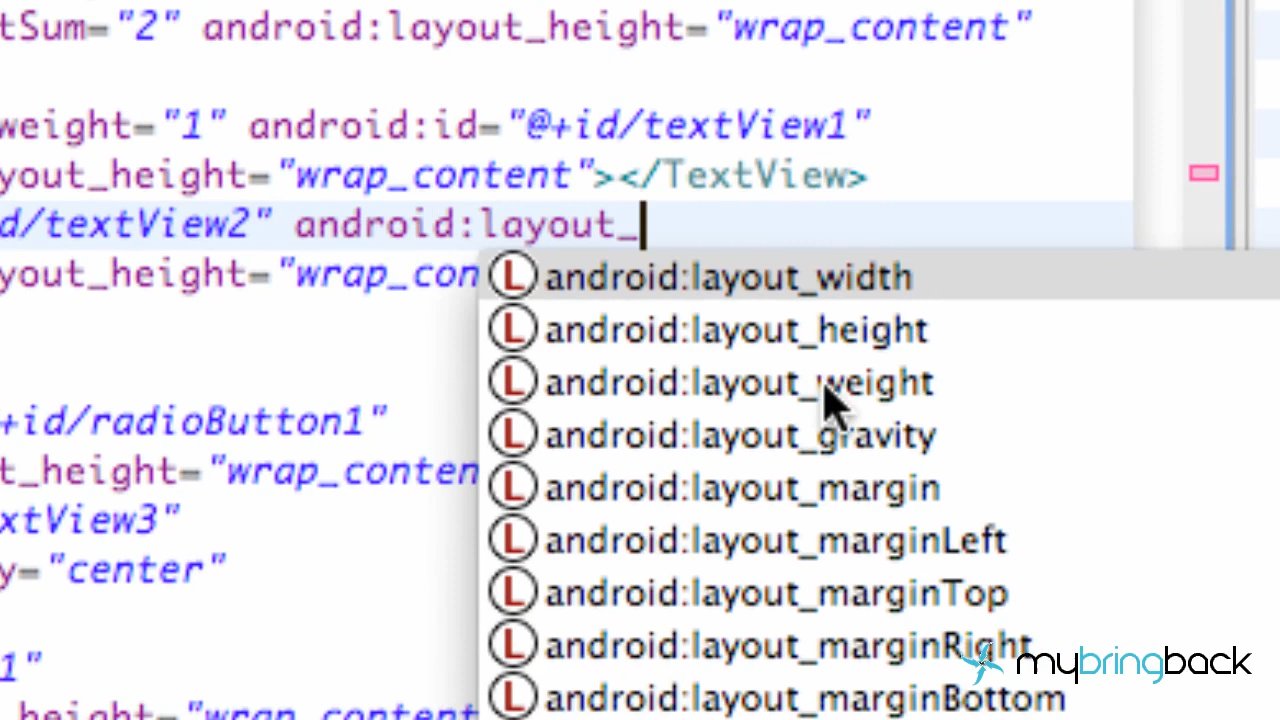 tSum="2" android:layout_height="wrap_content"
weight="1" android:id="@+id/textView1"
yout_height="wrap_content"></TextView>
d/textView2" android:layout_
yout_height="wrap_con
android:layout_width
android:layout_height
android:layout_weight
android:layout_gravity
android:layout_margin
android:layout_marginLeft
android:layout_marginTop
android:layout_marginRight
android:layout_marginBottom
+id/radioButton1"
t_height="wrap_conten
xtView3"
y="center"
1"
height="wrap_content
mybringback